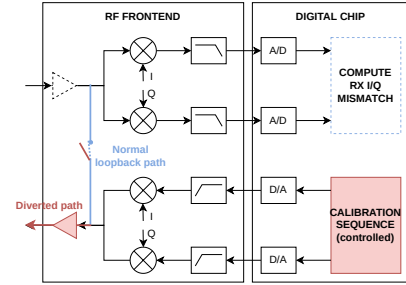 RF FRONTEND
DIGITAL CHIP
A/D
I
Q
A/D
COMPUTE
RX I/Q
MISMATCH
Normal
loopback path
Diverted path
D/A
I
Q
D/A
CALIBRATION
SEQUENCE
(controlled)